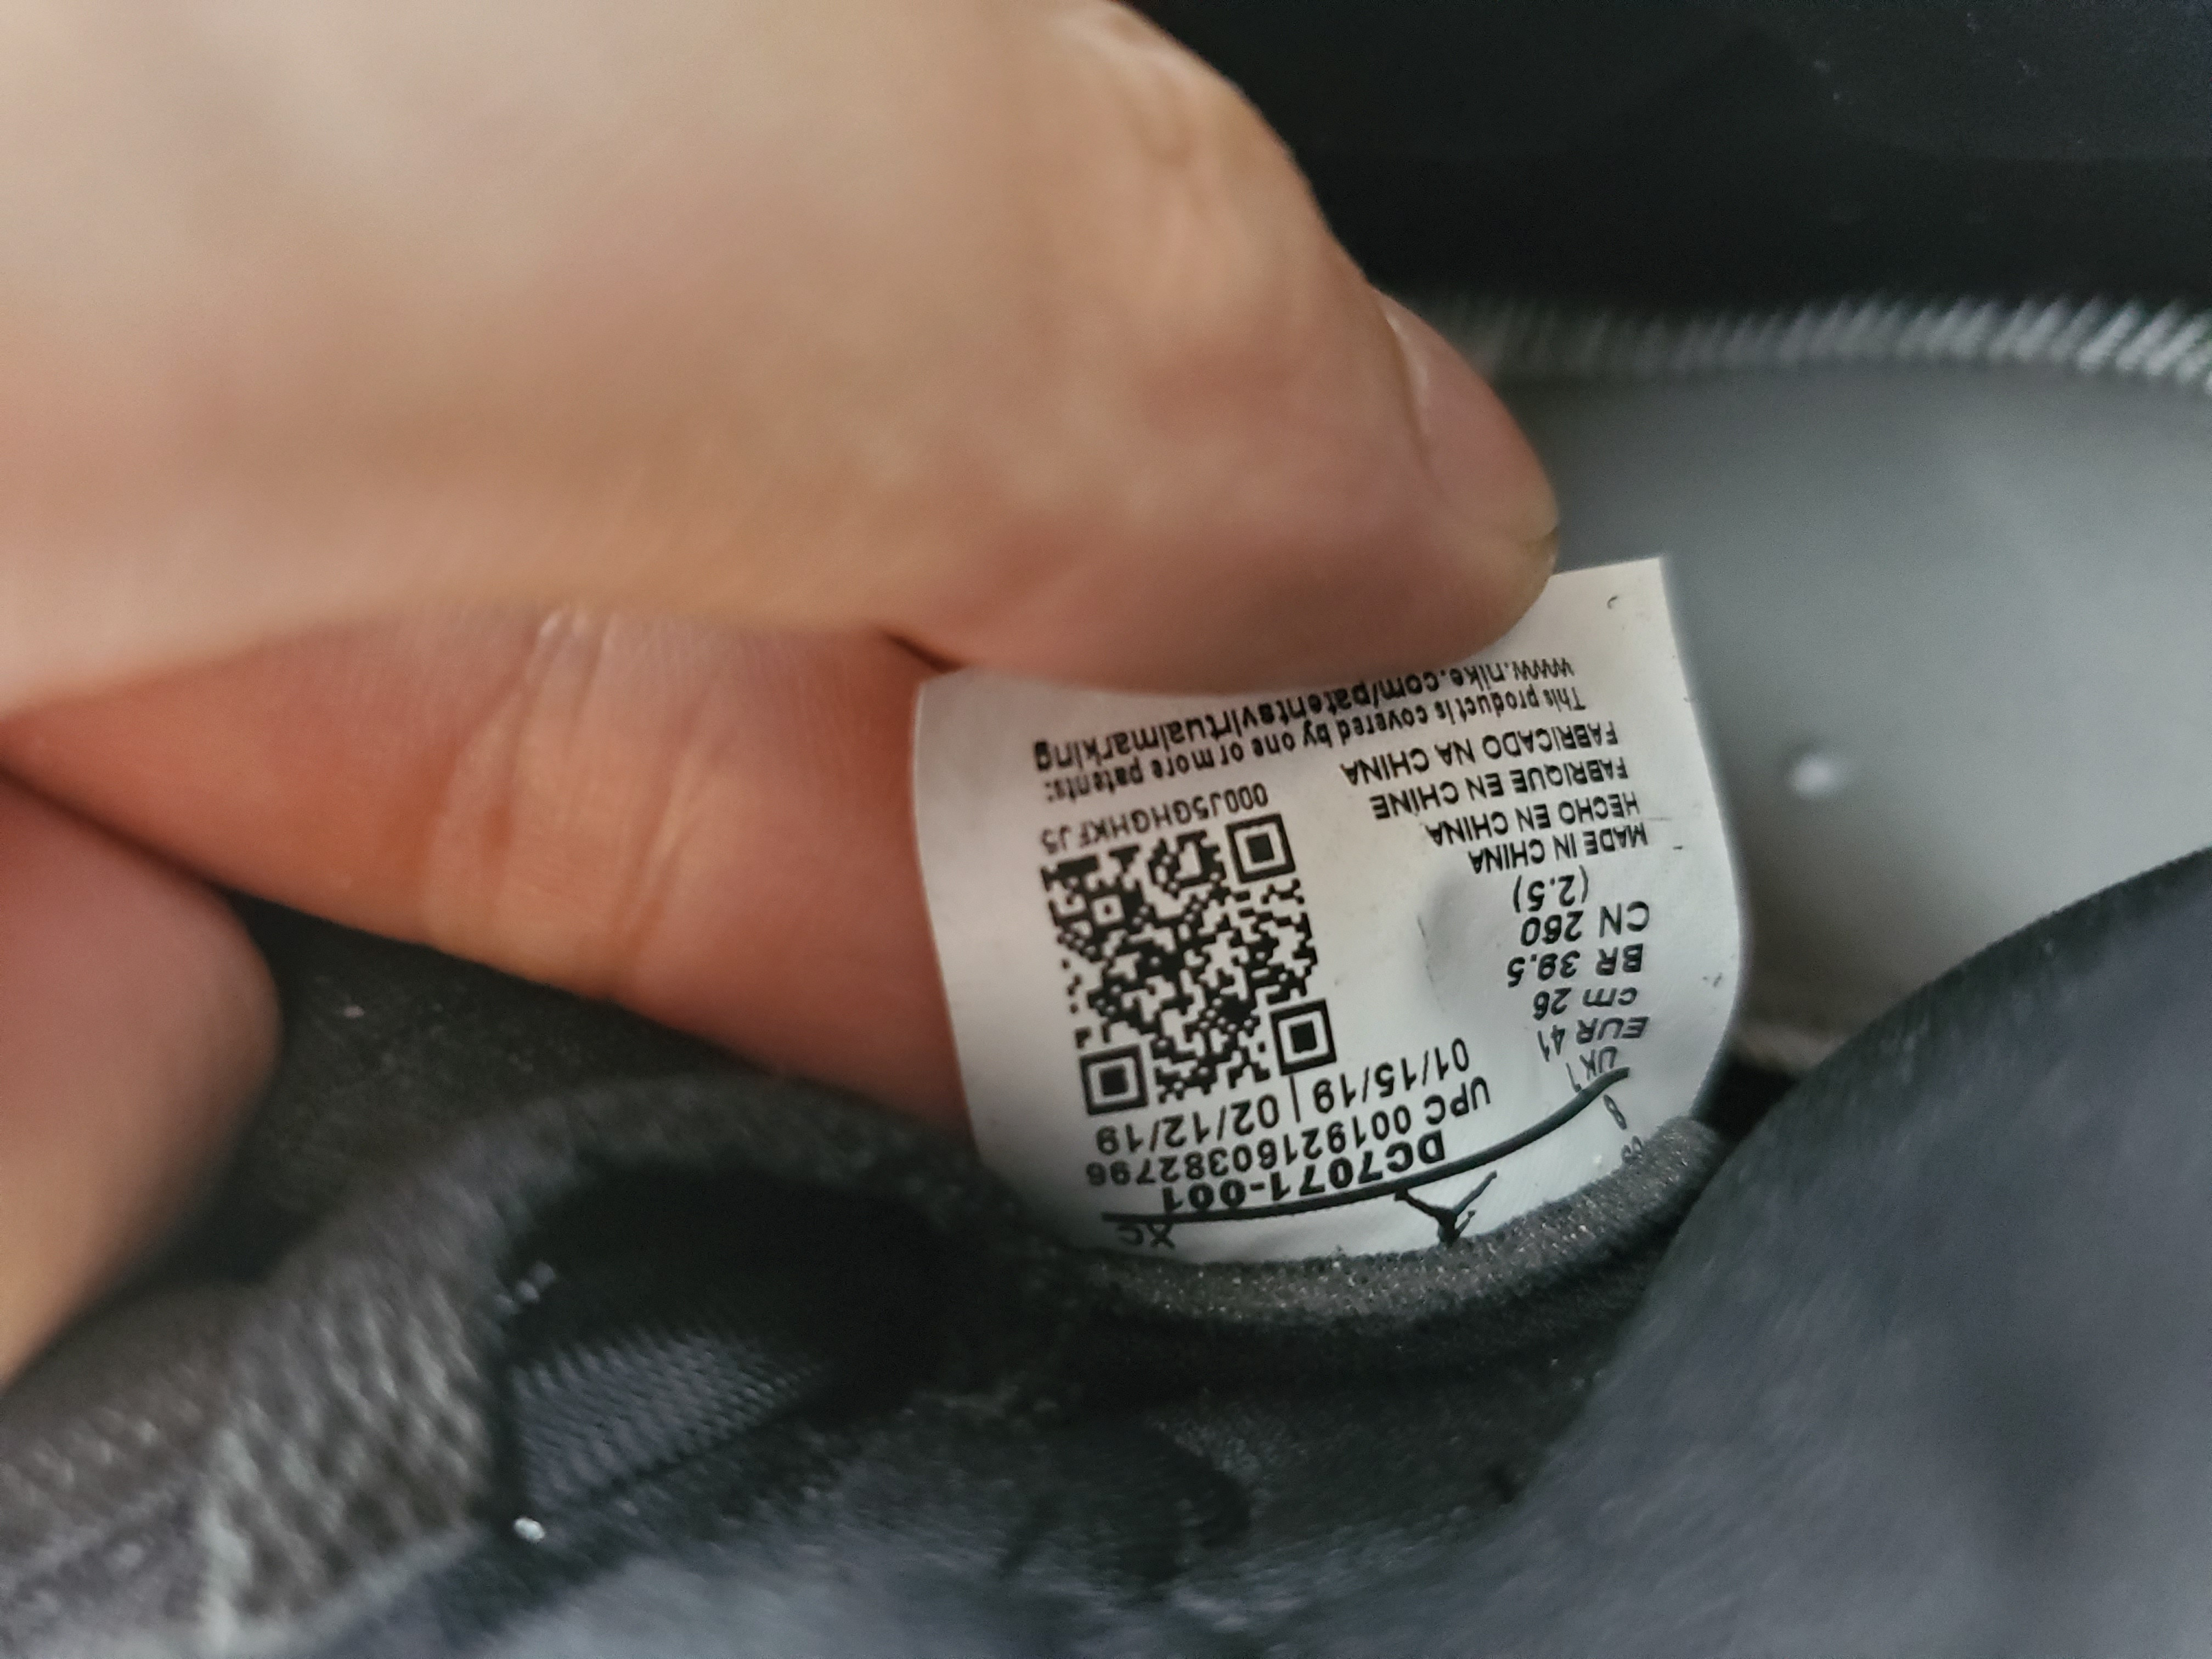 XC
DC7071-001
UPC 00192160382796
01/15/19 | 02/12/19
8
UK 7
EUR 41
cm 26
BR 39.5
CN 260
(2.5)
MADE IN CHINA
HECHO EN CHINA
FABRIQUE EN CHINE
FABRICADO NA CHINA
000J5GHGHKFJ5
This product is covered by one or more patents:
www.nike.com/patentsvirtualmarking